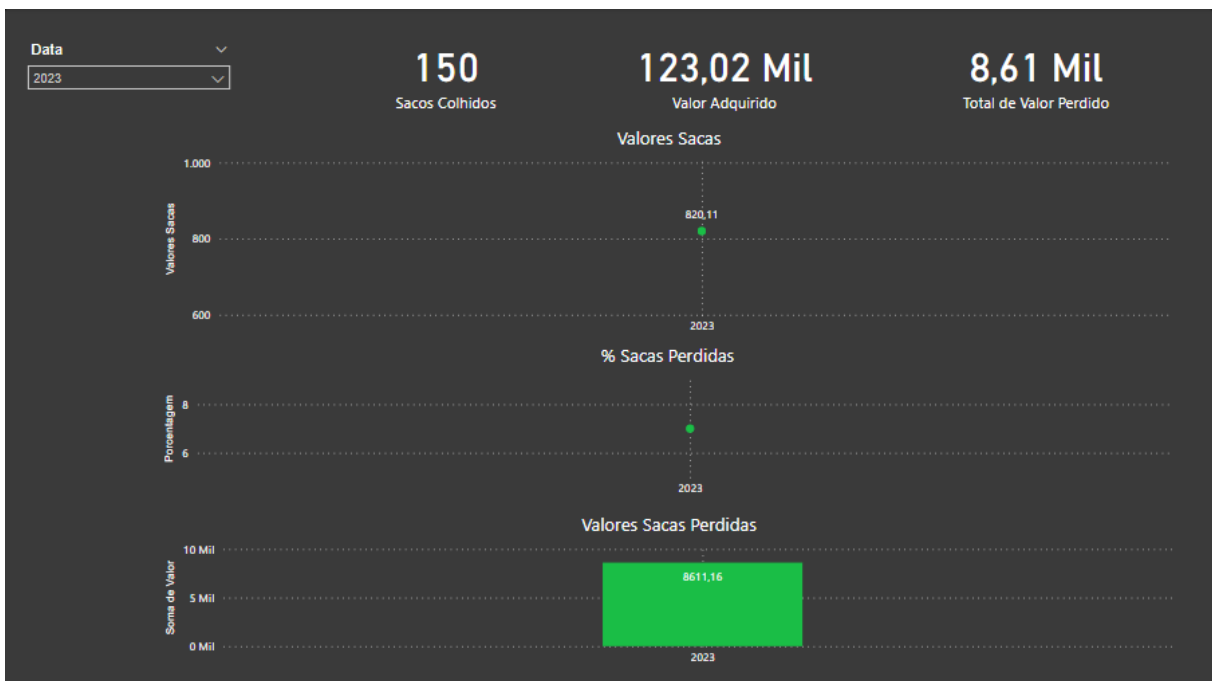 Data
2023
150
Sacos Colhidos
123,02 Mil
Valor Adquirido
8,61 Mil
Total de Valor Perdido
Valores Sacas
Valores Sacas
1.000
800
600
820,11
2023
% Sacas Perdidas
Porcentagem
8
6
2023
Valores Sacas Perdidas
Soma de Valor
10 Mil
5 Mil
0 Mil
8611,16
2023